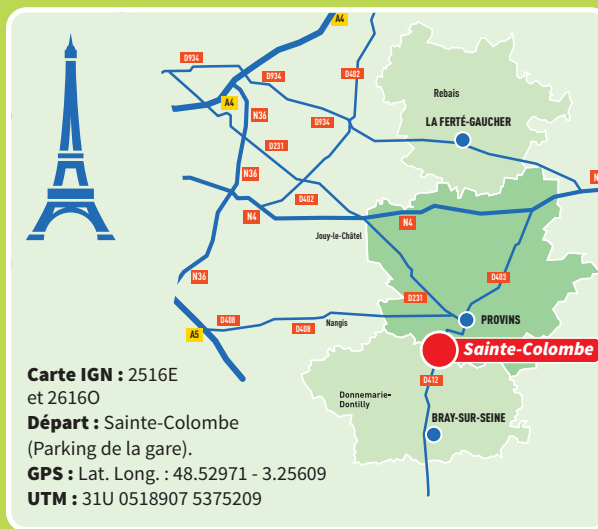 A4
D934
D934
D402
A4
Rebais
N36
D934
LA FERTÉ-GAUCHER
D231
N36
D402
N4
N4
Jouy-le-Châtel
N36
D403
D231
D408
D408
Nangis
PROVINS
A5
Sainte-Colombe
D412
Donnemarie-
Dontilly
BRAY-SUR-SEINE
Carte IGN : 2516E
et 2616O
Départ : Sainte-Colombe
(Parking de la gare).
GPS : Lat. Long. : 48.52971 - 3.25609
UTM : 31U 0518907 5375209